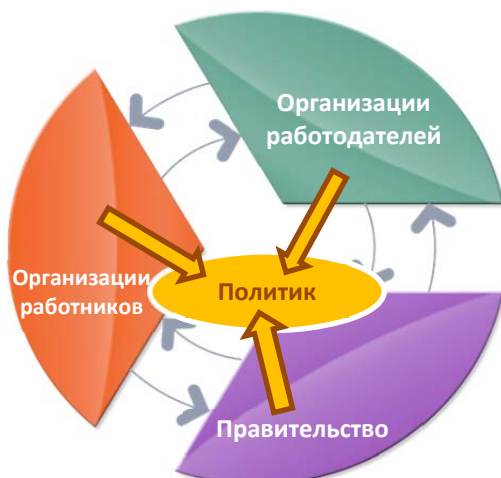 Организации
работодателей
Организации
работников
Политик
Правительство